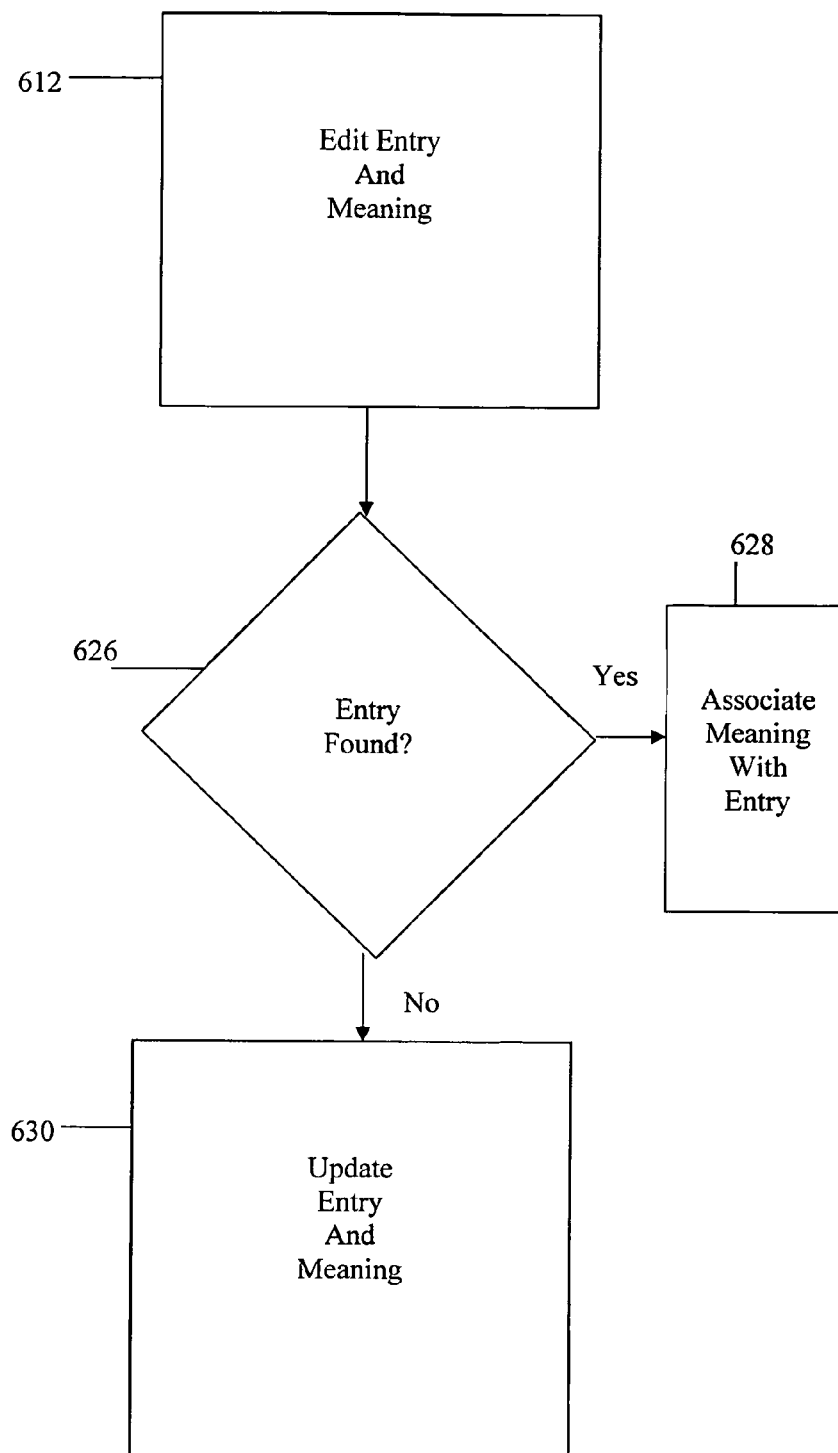 612
Edit Entry
And
Meaning
628
626
Entry
Found?
Yes
Associate
Meaning
With
Entry
No
630
Update
Entry
And
Meaning